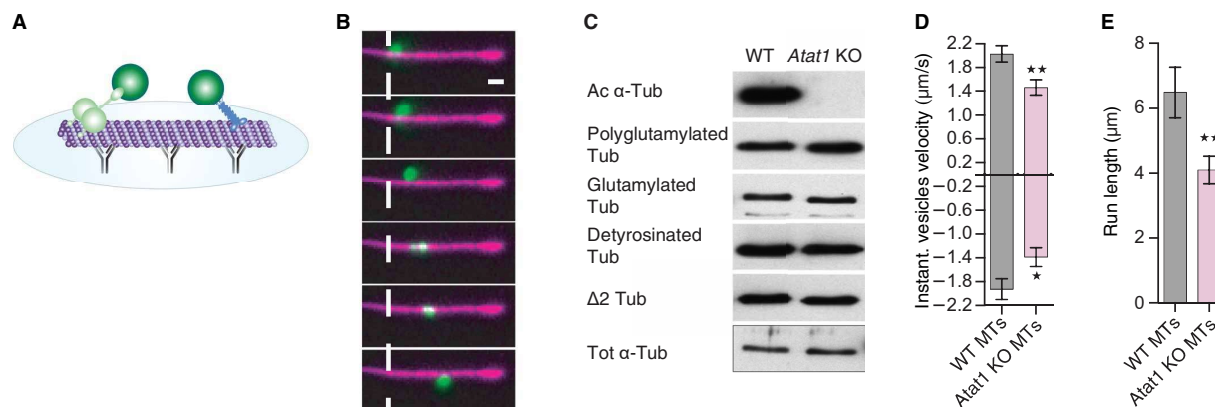 A
B
C
D
E
WT Atat1 KO
Ac α-Tub
Polyglutamylated
Tub
Glutamylated
Tub
Detyrosinated
Tub
Δ2 Tub
Tot α-Tub
Instant. vesicles velocity (μm/s)
2.2
1.8
1.4
1.0
0.6
0.2
0
−0.2
−0.6
−1.0
−1.4
−1.8
−2.2
★★
★
WT MTs
Atat1 KO MTs
Run length (μm)
8
6
4
2
0
★★
WT MTs
Atat1 KO MTs